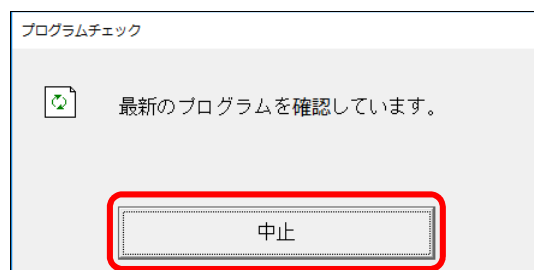 プログラムチェック
最新のプログラムを確認しています。
中止